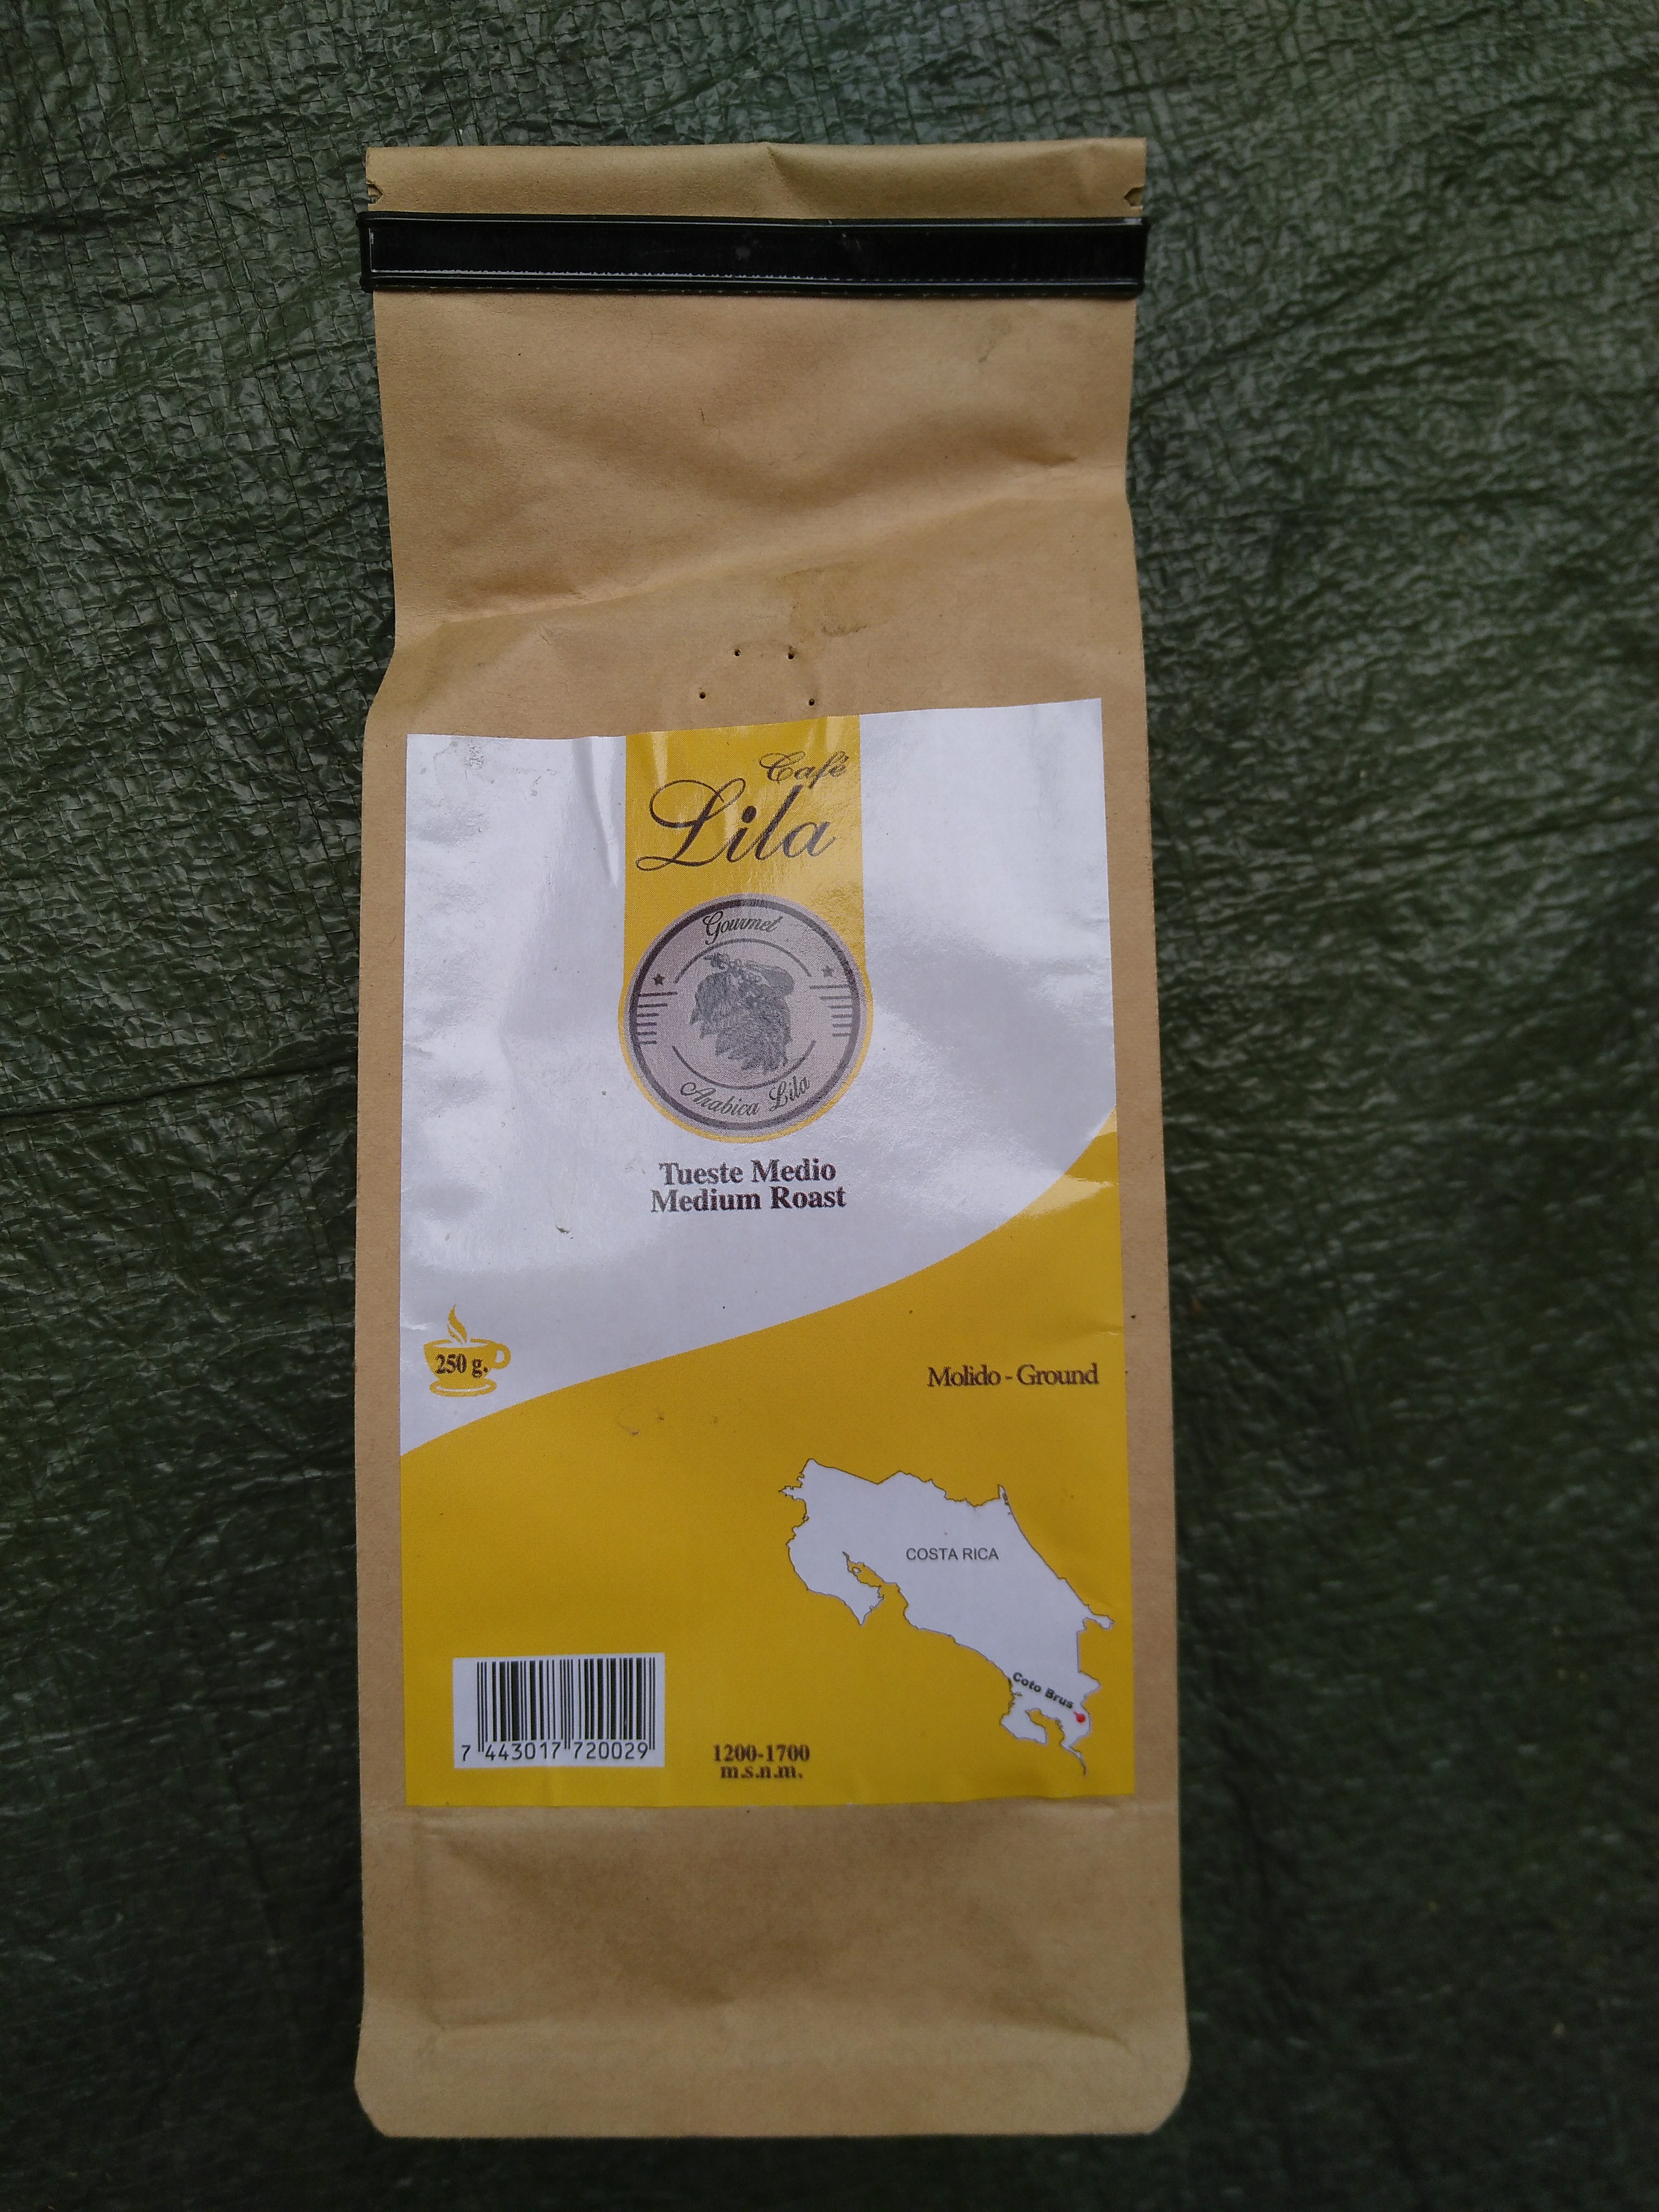 Café
Lila
Gourmet
Arabica Lila
Tueste Medio
Medium Roast
250 g.
Molido - Ground
COSTA RICA
Coto Brus
7 443017 720029
1200-1700
m.s.n.m.